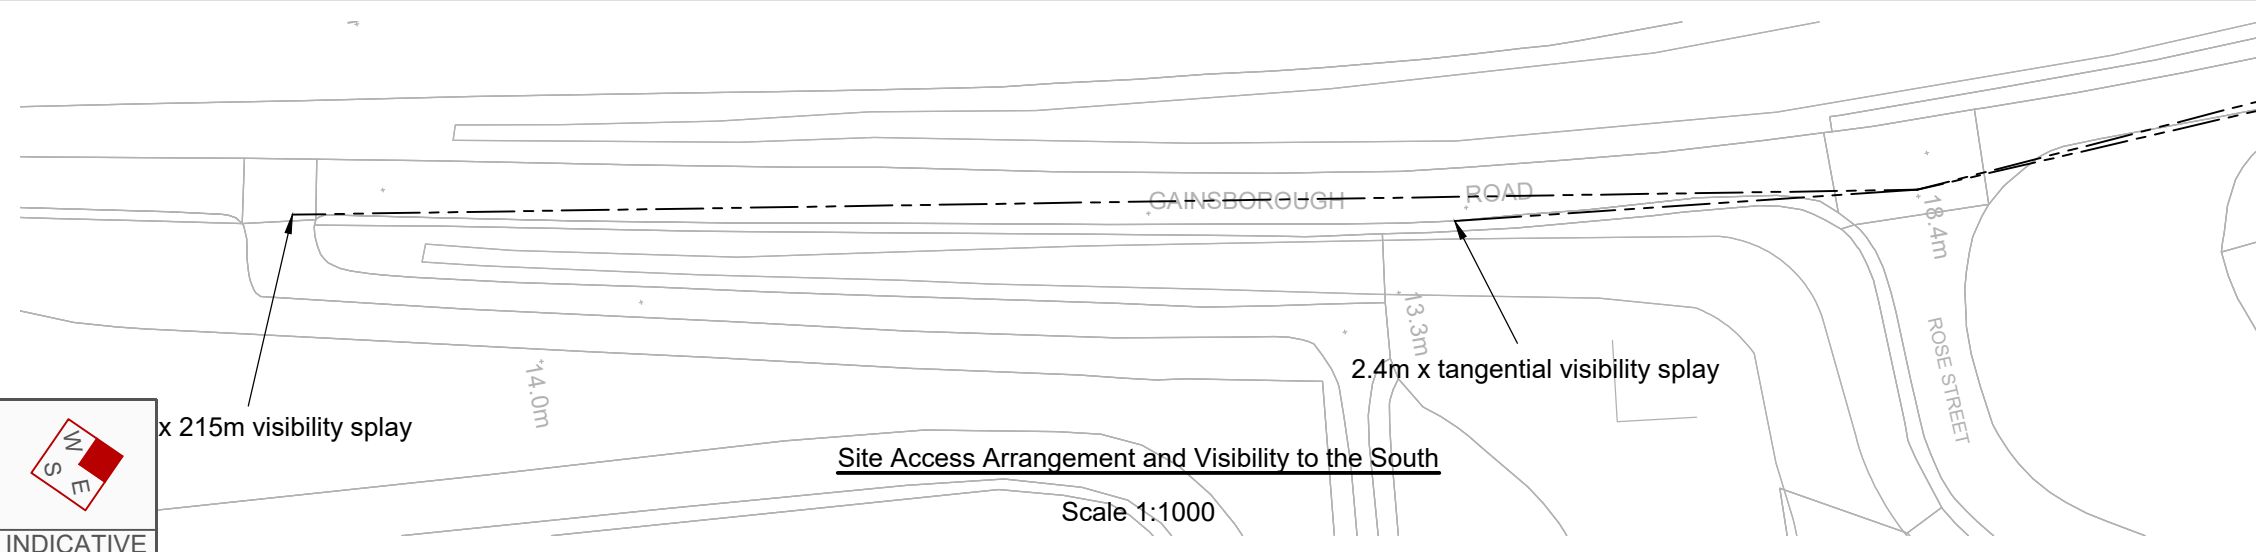 GAINSBOROUGH ROAD
18.4m
13.3m
ROSE STREET
2.4m x tangential visibility splay
14.0m
x 215m visibility splay
W
S
E
INDICATIVE
Site Access Arrangement and Visibility to the South
Scale 1:1000